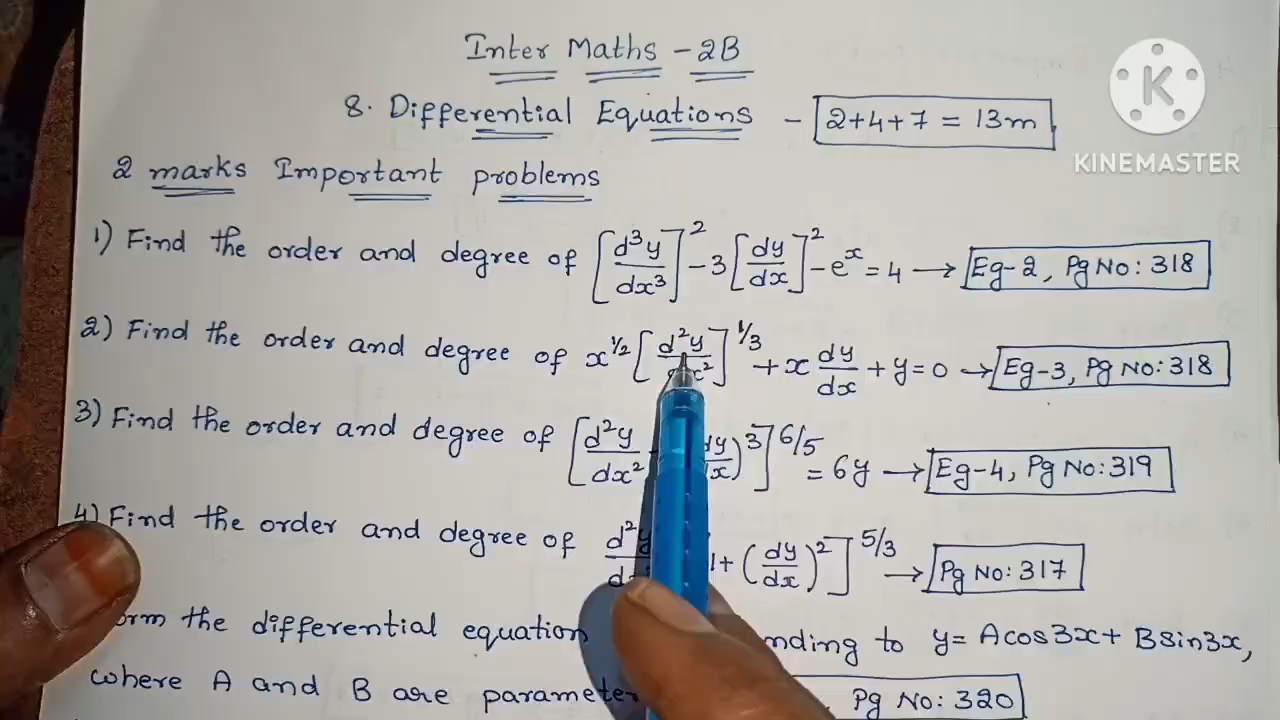 Inter Maths - 2B
8. Differential Equations - 2+4+7 = 13m
KINEMASTER
2 marks Important problems
1) Find the order and degree of [d³y/dx³]² - 3[dy/dx]² - eˣ = 4 → Eg-2, Pg No: 318
2) Find the order and degree of x^1/2 [d²y/dx²]^1/3 + x dy/dx + y = 0 → Eg-3, Pg No: 318
3) Find the order and degree of [d²y/dx² dy/dx)³]^6/5 = 6y → Eg-4, Pg No: 319
4) Find the order and degree of d²y 1+(dy/dx)²]^5/3 → Pg No: 317
the differential equation to y = A cos3x + B sin3x,
where A and B are Pg No: 320